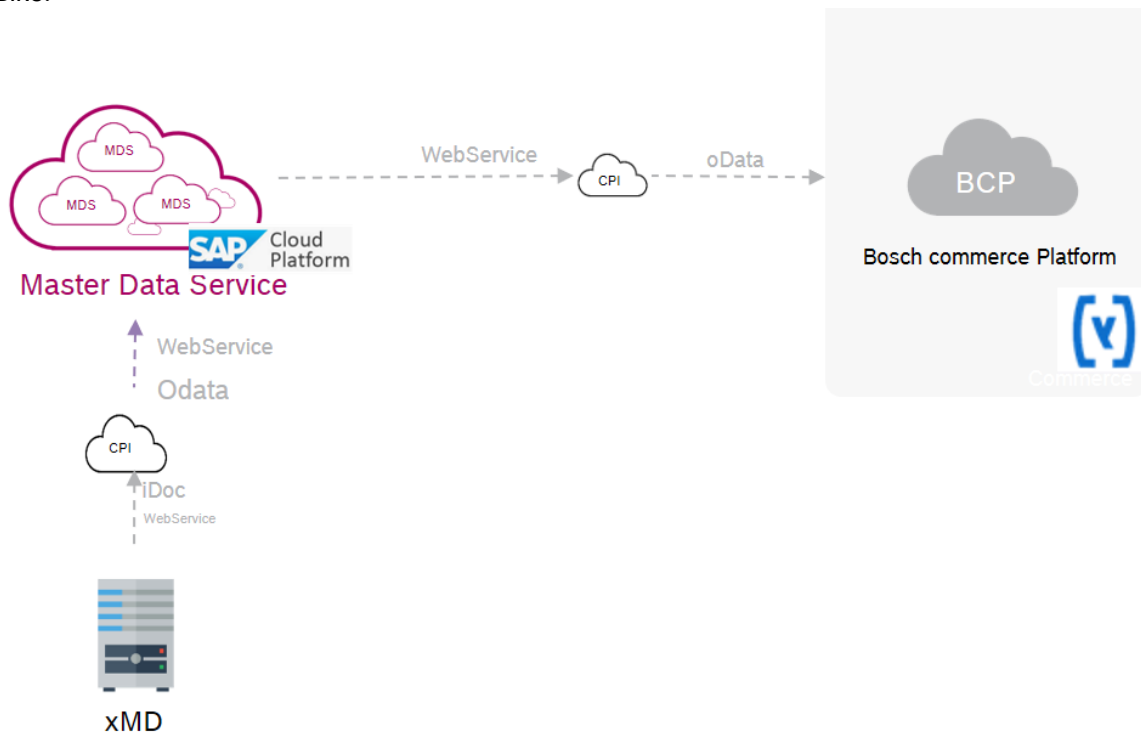 MDS
MDS
MDS
SAP Cloud
Platform
Master Data Service
WebService
CPI
oData
BCP
Bosch commerce Platform
Commerce
WebService
Odata
CPI
iDoc
WebService
xMD